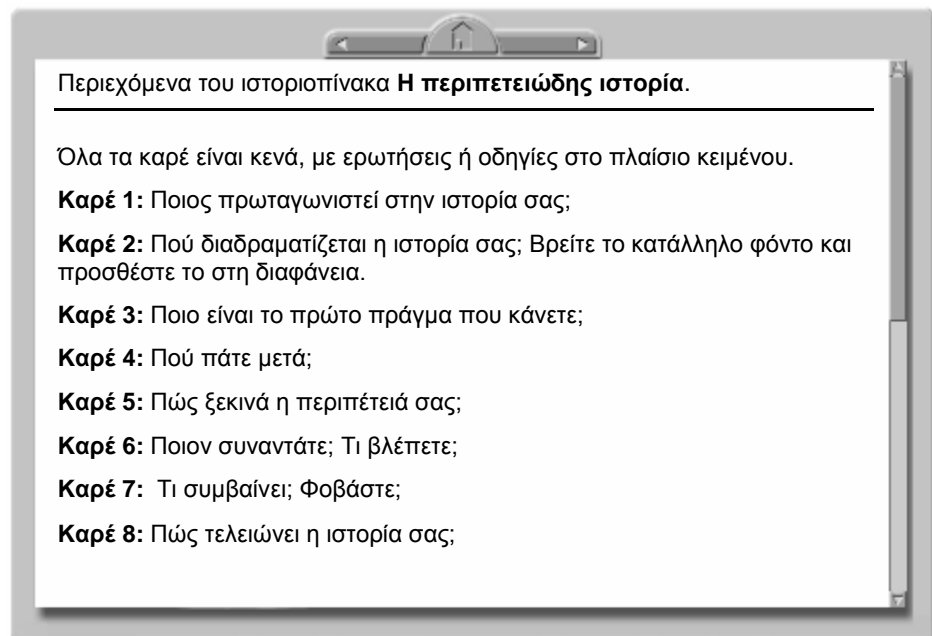 Περιεχόμενα του ιστοριοπίνακα Η περιπετειώδης ιστορία.
Όλα τα καρέ είναι κενά, με ερωτήσεις ή οδηγίες στο πλαίσιο κειμένου.
Καρέ 1: Ποιος πρωταγωνιστεί στην ιστορία σας;
Καρέ 2: Πού διαδραματίζεται η ιστορία σας; Βρείτε το κατάλληλο φόντο και
προσθέστε το στη διαφάνεια.
Καρέ 3: Ποιο είναι το πρώτο πράγμα που κάνετε;
Καρέ 4: Πού πάτε μετά;
Καρέ 5: Πώς ξεκινά η περιπέτειά σας;
Καρέ 6: Ποιον συναντάτε; Τι βλέπετε;
Καρέ 7: Τι συμβαίνει; Φοβάστε;
Καρέ 8: Πώς τελειώνει η ιστορία σας;